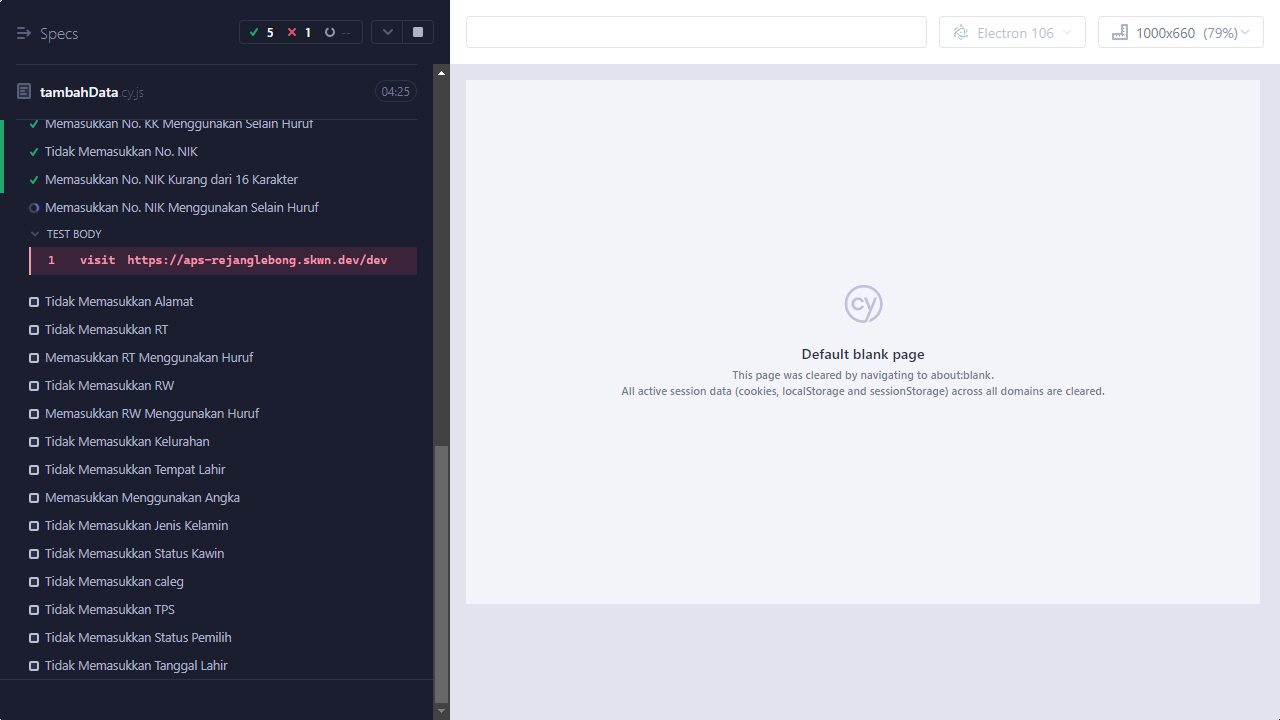 Specs
5 1 --
Electron 106
1000x660 (79%)
tambahData.cy.js
04:25
Memasukkan No. KK Menggunakan Selain Huruf
Tidak Memasukkan No. NIK
Memasukkan No. NIK Kurang dari 16 Karakter
Memasukkan No. NIK Menggunakan Selain Huruf
TEST BODY
1 visit https://aps-rejanglebong.skwn.dev/dev
Tidak Memasukkan Alamat
Tidak Memasukkan RT
Memasukkan RT Menggunakan Huruf
Tidak Memasukkan RW
Memasukkan RW Menggunakan Huruf
Tidak Memasukkan Kelurahan
Tidak Memasukkan Tempat Lahir
Memasukkan Menggunakan Angka
Tidak Memasukkan Jenis Kelamin
Tidak Memasukkan Status Kawin
Tidak Memasukkan caleg
Tidak Memasukkan TPS
Tidak Memasukkan Status Pemilih
Tidak Memasukkan Tanggal Lahir
cy
Default blank page
This page was cleared by navigating to about:blank.
All active session data (cookies, localStorage and sessionStorage) across all domains are cleared.